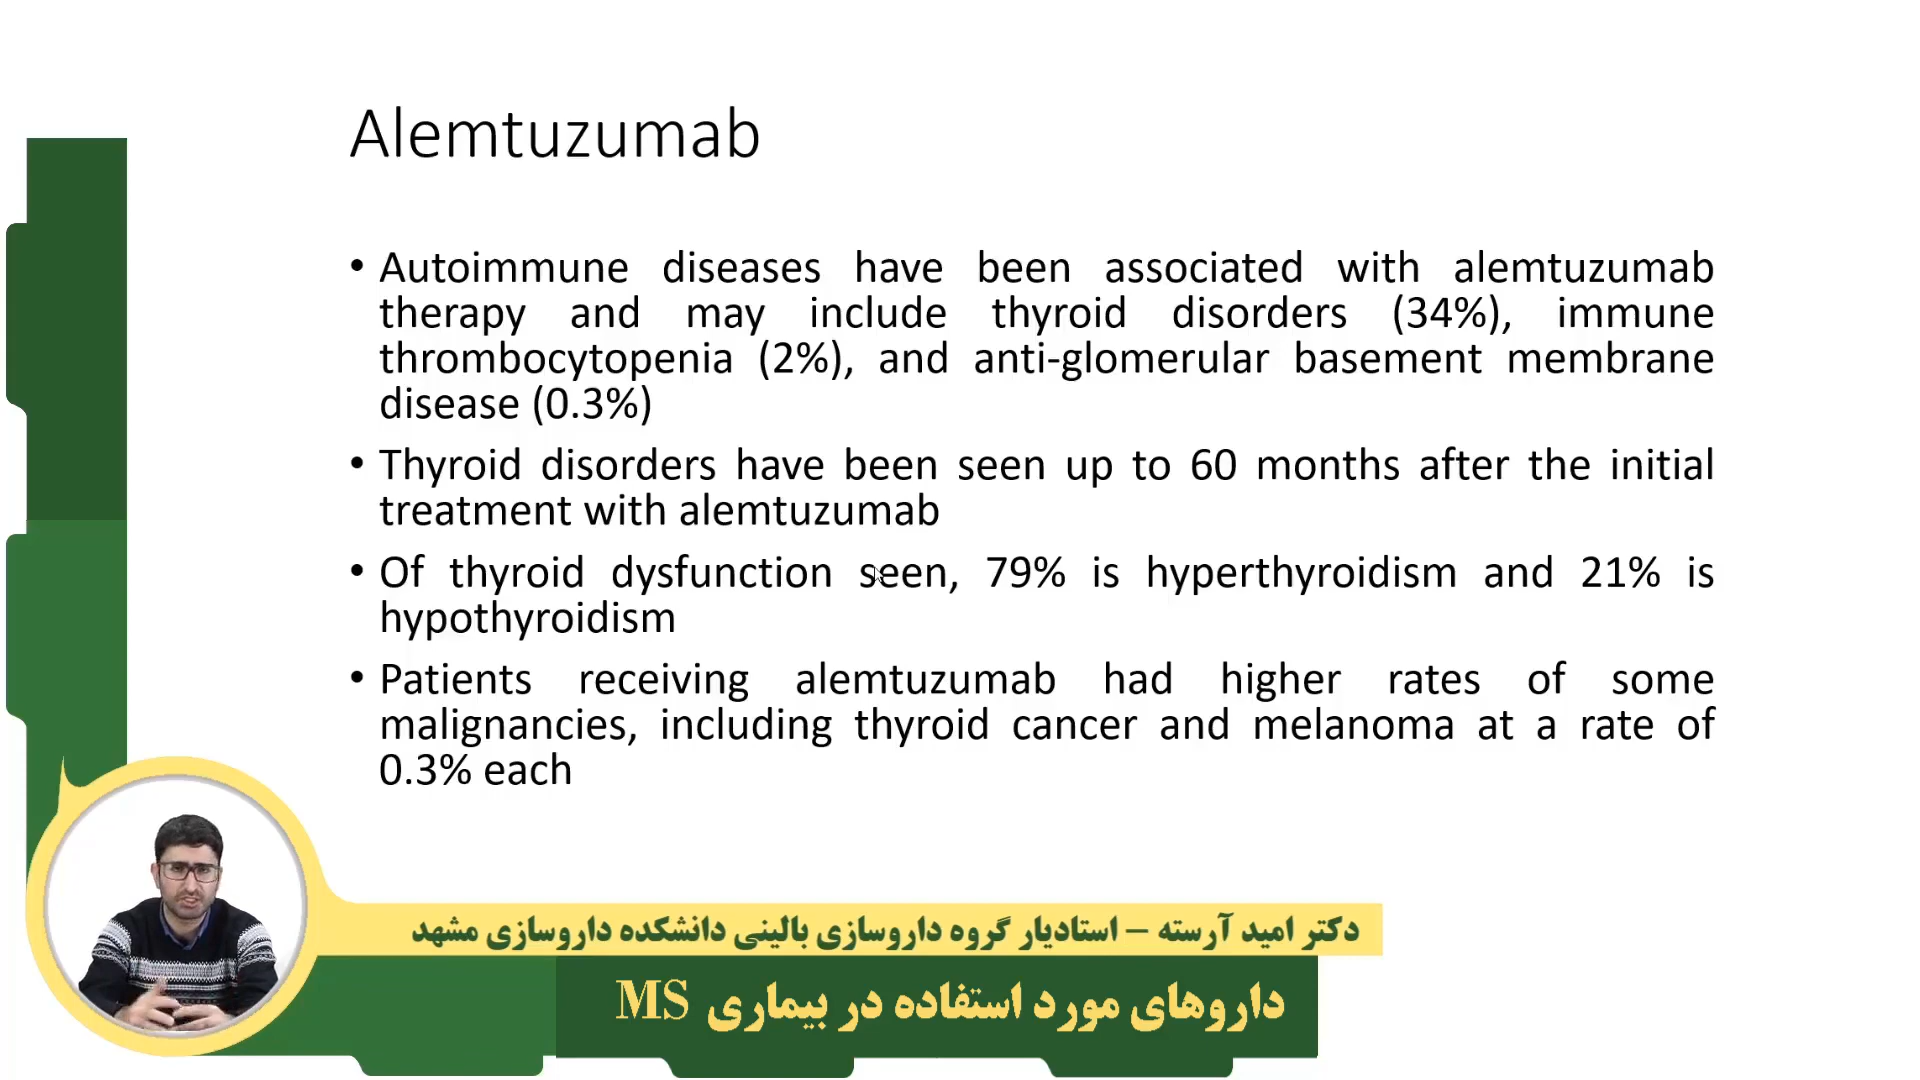 Alemtuzumab
• Autoimmune diseases have been associated with alemtuzumab
therapy and may include thyroid disorders (34%), immune
thrombocytopenia (2%), and anti-glomerular basement membrane
disease (0.3%)
• Thyroid disorders have been seen up to 60 months after the initial
treatment with alemtuzumab
• Of thyroid dysfunction seen, 79% is hyperthyroidism and 21% is
hypothyroidism
• Patients receiving alemtuzumab had higher rates of some
malignancies, including thyroid cancer and melanoma at a rate of
0.3% each
دکتر امید آرسته – استادیار گروه داروسازی بالینی دانشکده داروسازی مشهد
داروهای مورد استفاده در بیماری MS